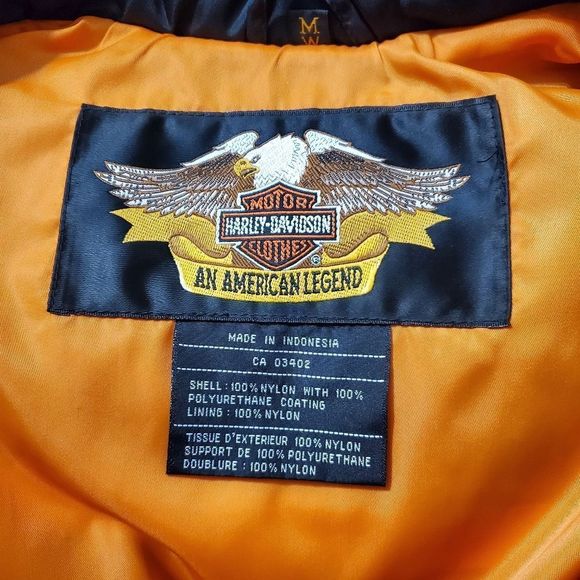 M
W
MOTOR
HARLEY-DAVIDSON
CLOTHES
®
AN AMERICAN LEGEND
MADE IN INDONESIA
CA 03402
SHELL : 100% NYLON WITH 100%
POLYURETHANE COATING
LINING : 100% NYLON
TISSUE D'EXTERIEUR 100% NYLON
SUPPORT DE 100% POLYURETHANE
DOUBLURE : 100% NYLON